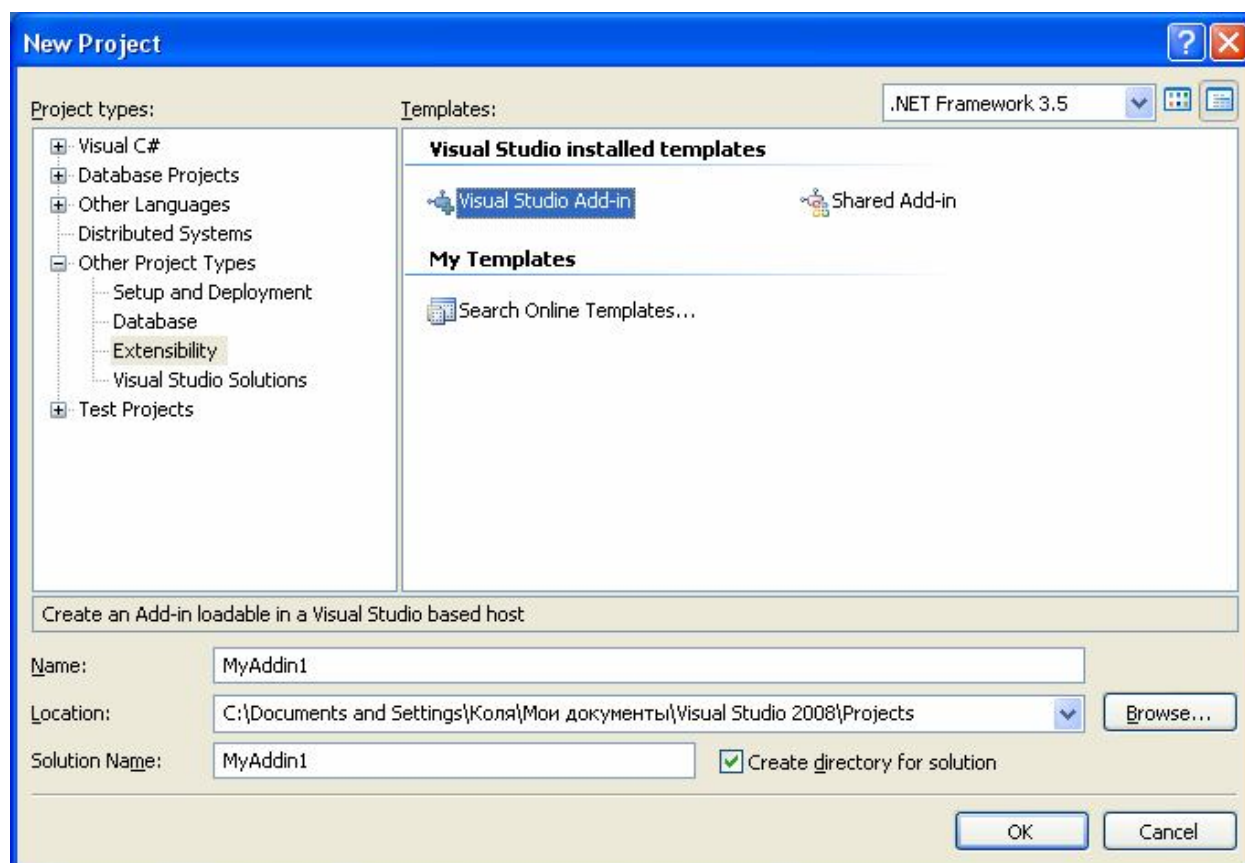 New Project
Project types:
Templates:
.NET Framework 3.5
Visual C#
Database Projects
Other Languages
Distributed Systems
Other Project Types
Setup and Deployment
Database
Extensibility
Visual Studio Solutions
Test Projects
Visual Studio installed templates
Visual Studio Add-in
Shared Add-in
My Templates
Search Online Templates...
Create an Add-in loadable in a Visual Studio based host
Name:
MyAddin1
Location:
C:\Documents and Settings\Коля\Мои документы\Visual Studio 2008\Projects
Browse...
Solution Name:
MyAddin1
Create directory for solution
OK
Cancel